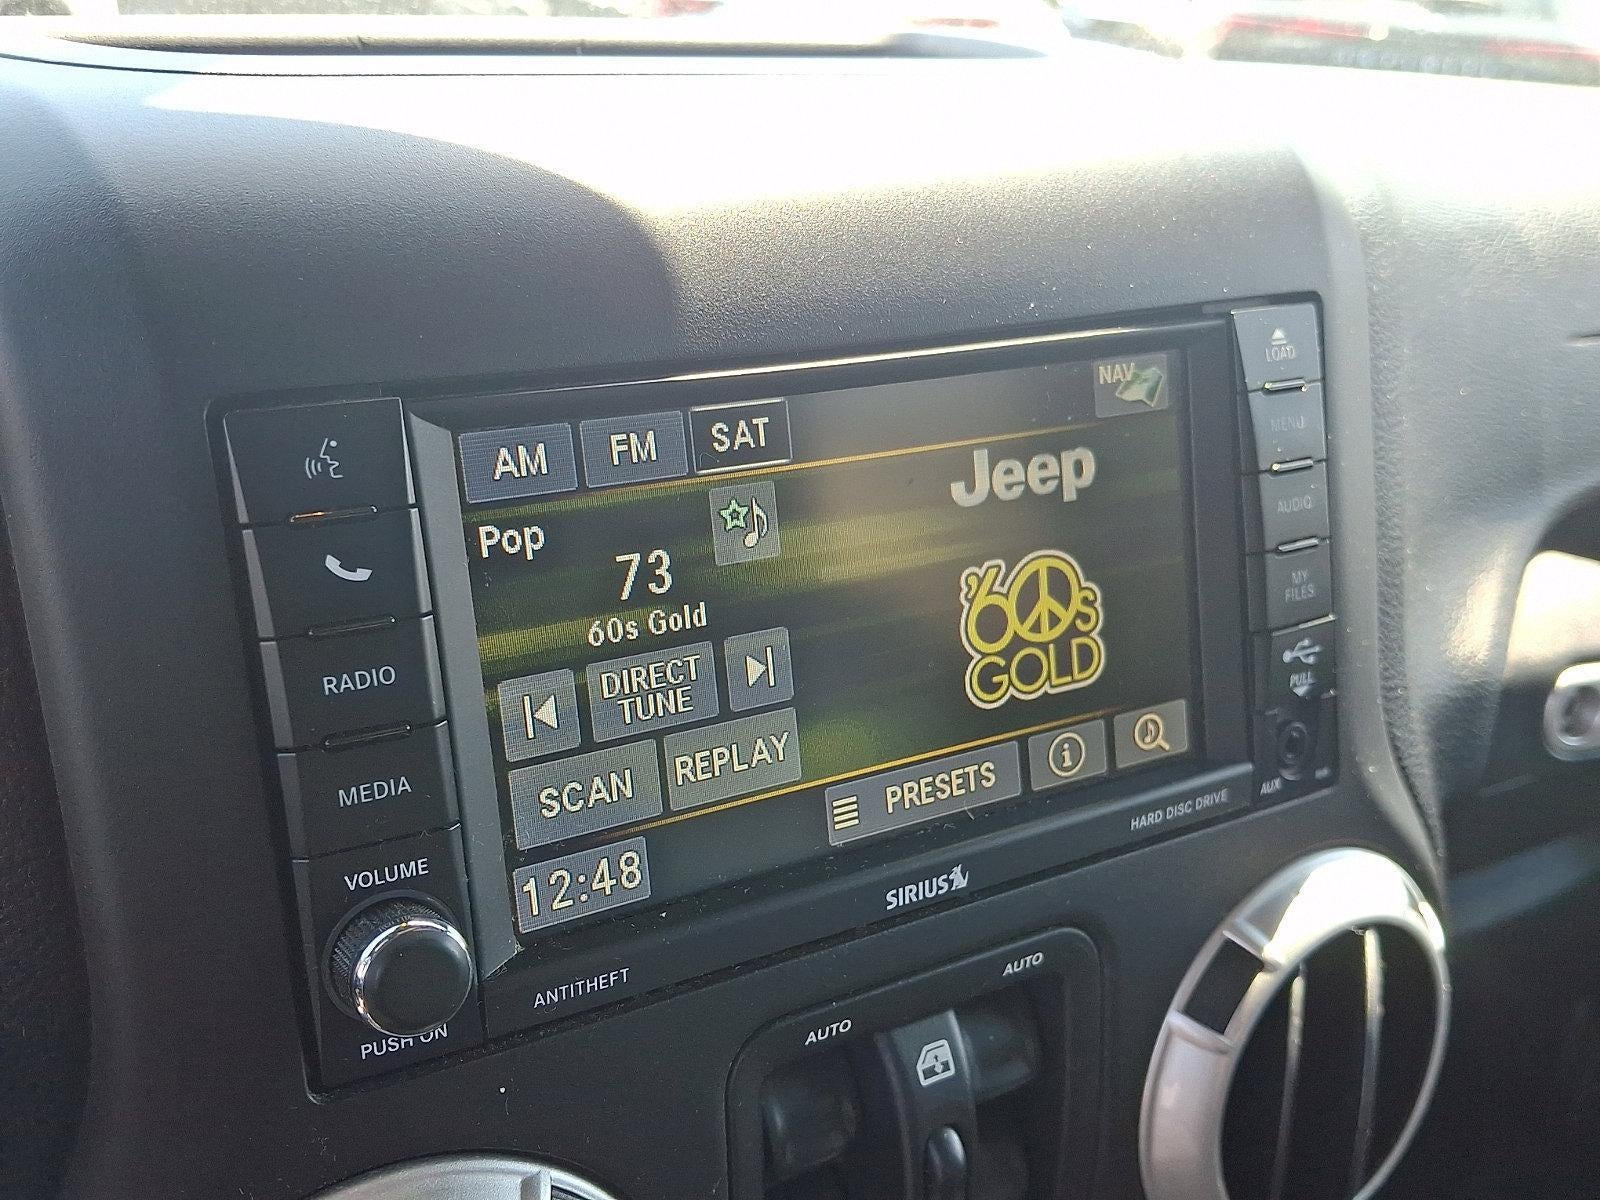 NAV
LOAD
AM FM SAT
Jeep
MENU
Pop
AUDIO
73
60s Gold
'60s
GOLD
MY
FILES
RADIO
DIRECT
TUNE
PULL
MEDIA
SCAN REPLAY
PRESETS
i
AUX
HARD DISC DRIVE
VOLUME
12:48
SIRIUS
ANTITHEFT
PUSH ON
AUTO
AUTO